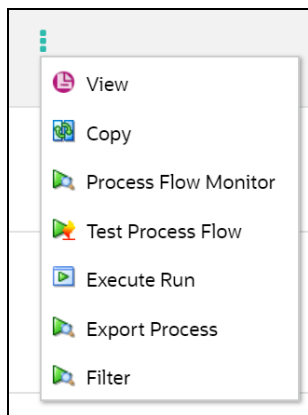 View
Copy
Process Flow Monitor
Test Process Flow
Execute Run
Export Process
Filter